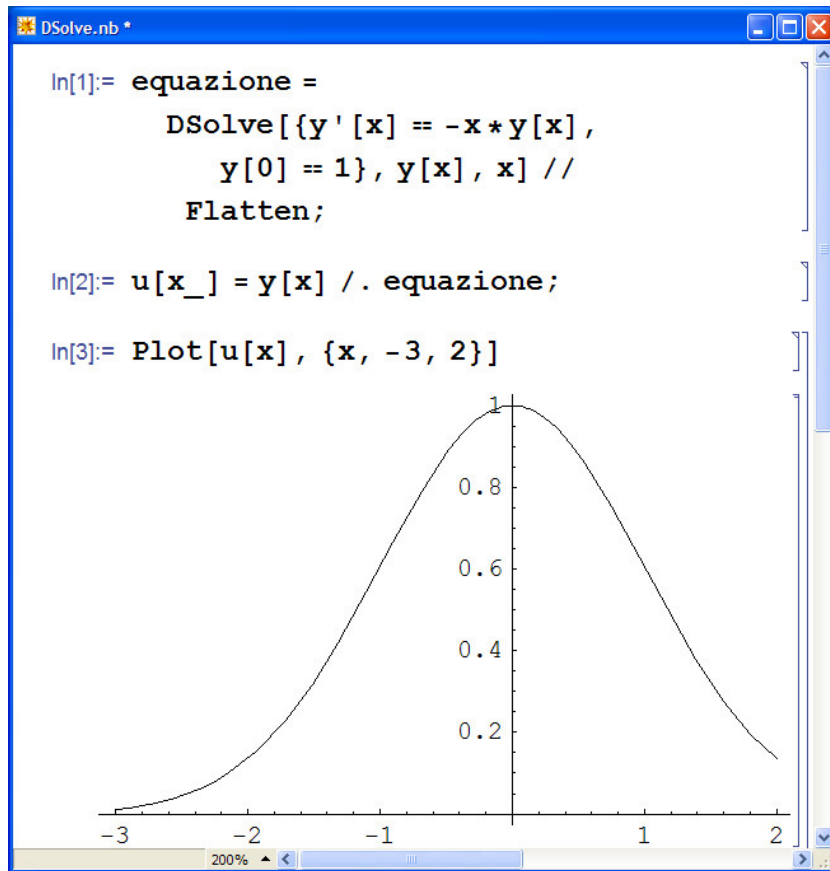 DSolve.nb *
In[1]:= equazione =
DSolve[{y'[x] == -x*y[x],
y[0] == 1}, y[x], x] //
Flatten;
In[2]:= u[x_] = y[x] /. equazione;
In[3]:= Plot[u[x], {x, -3, 2}]
1
0.8
0.6
0.4
0.2
-3 -2 -1 1 2
200%